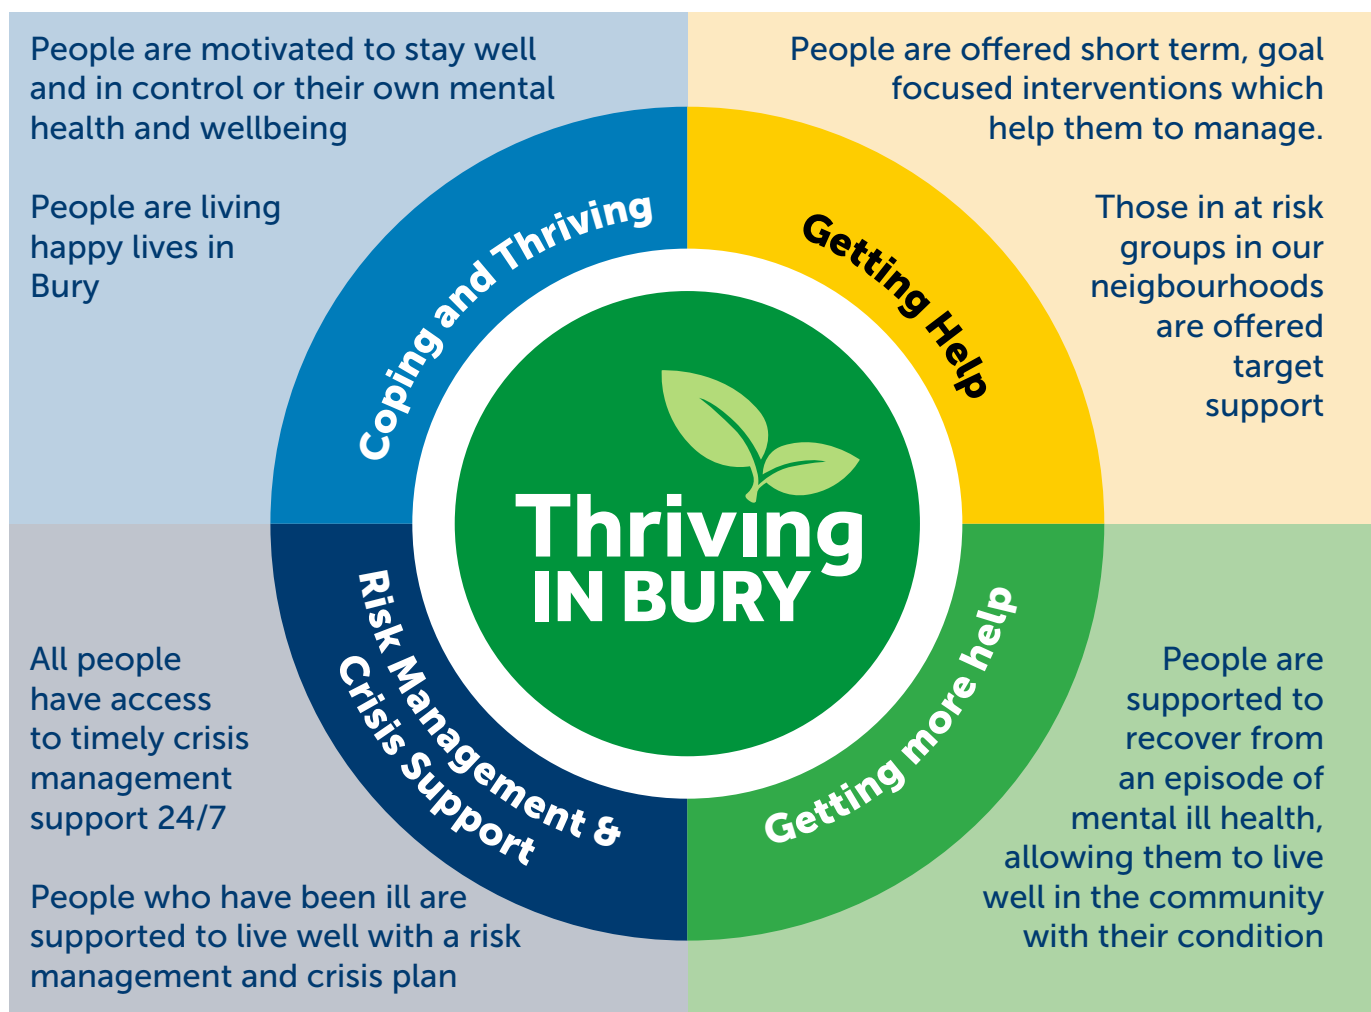 People are motivated to stay well
and in control or their own mental
health and wellbeing
People are living
happy lives in
Bury
People are offered short term, goal
focused interventions which
help them to manage.
Those in at risk
groups in our
neigbourhoods
are offered
target
support
Coping and Thriving
Getting Help
Thriving
IN BURY
Risk Management &
Crisis Support
Getting more help
All people
have access
to timely crisis
management
support 24/7
People who have been ill are
supported to live well with a risk
management and crisis plan
People are
supported to
recover from
an episode of
mental ill health,
allowing them to live
well in the community
with their condition